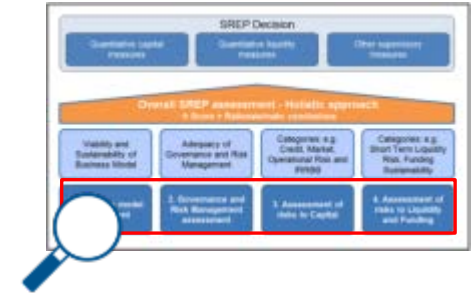 SREP Decision
Quantitative capital
measures
Quantitative liquidity
measures
Other supervisory
measures
Overall SREP assessment - Holistic approach
Viability and
Sustainability of
Business Model
Adequacy of
Governance and Risk
Management
Categories: e.g.
Credit, Market,
Operational Risk and
IRRBB
Categories: e.g.
Short Term Liquidity
Risk, Funding
Sustainability
model
2. Governance and
Risk Management
assessment
3. Assessment of
risks to Capital
4. Assessment of
risks to Liquidity
and Funding